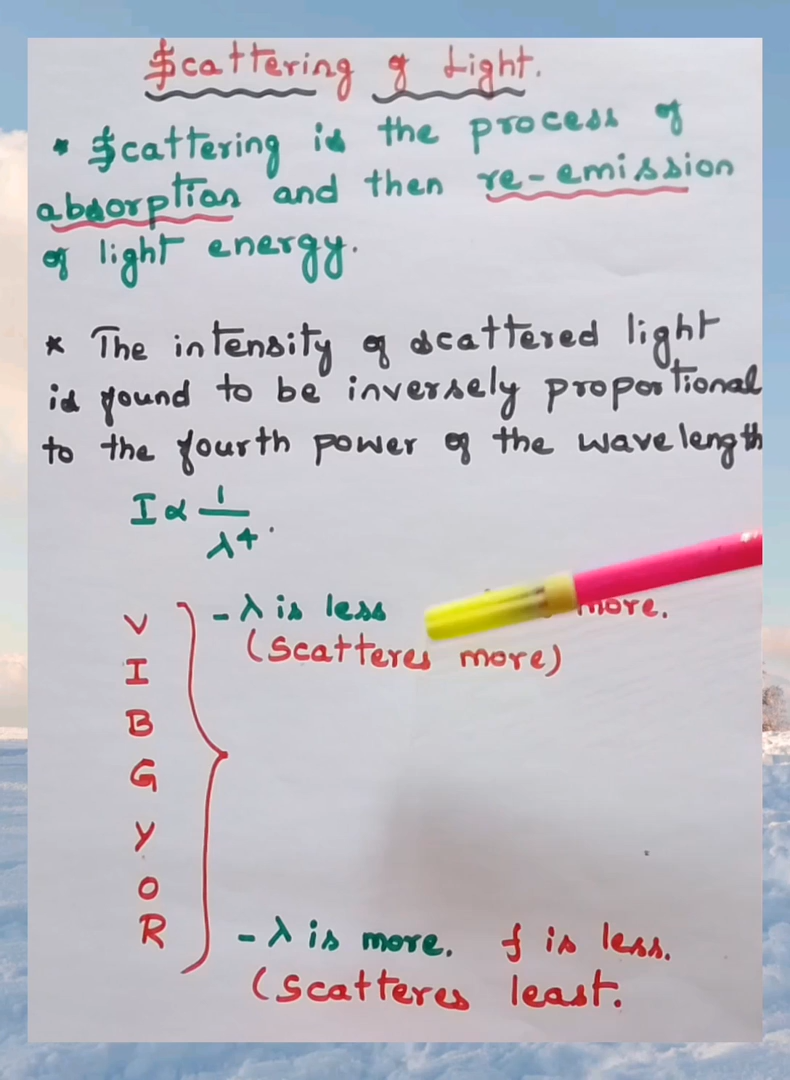 Scattering of Light.
* Scattering is the process of
absorption and then re-emission
of light energy.
* The intensity of scattered light
is found to be inversely proportional
to the fourth power of the wavelength
I ∝ 1/λ⁴.
V - λ is less more.
(Scatteres more)
I
B
G
Y
O
R - λ is more. f is less.
(Scatteres least.